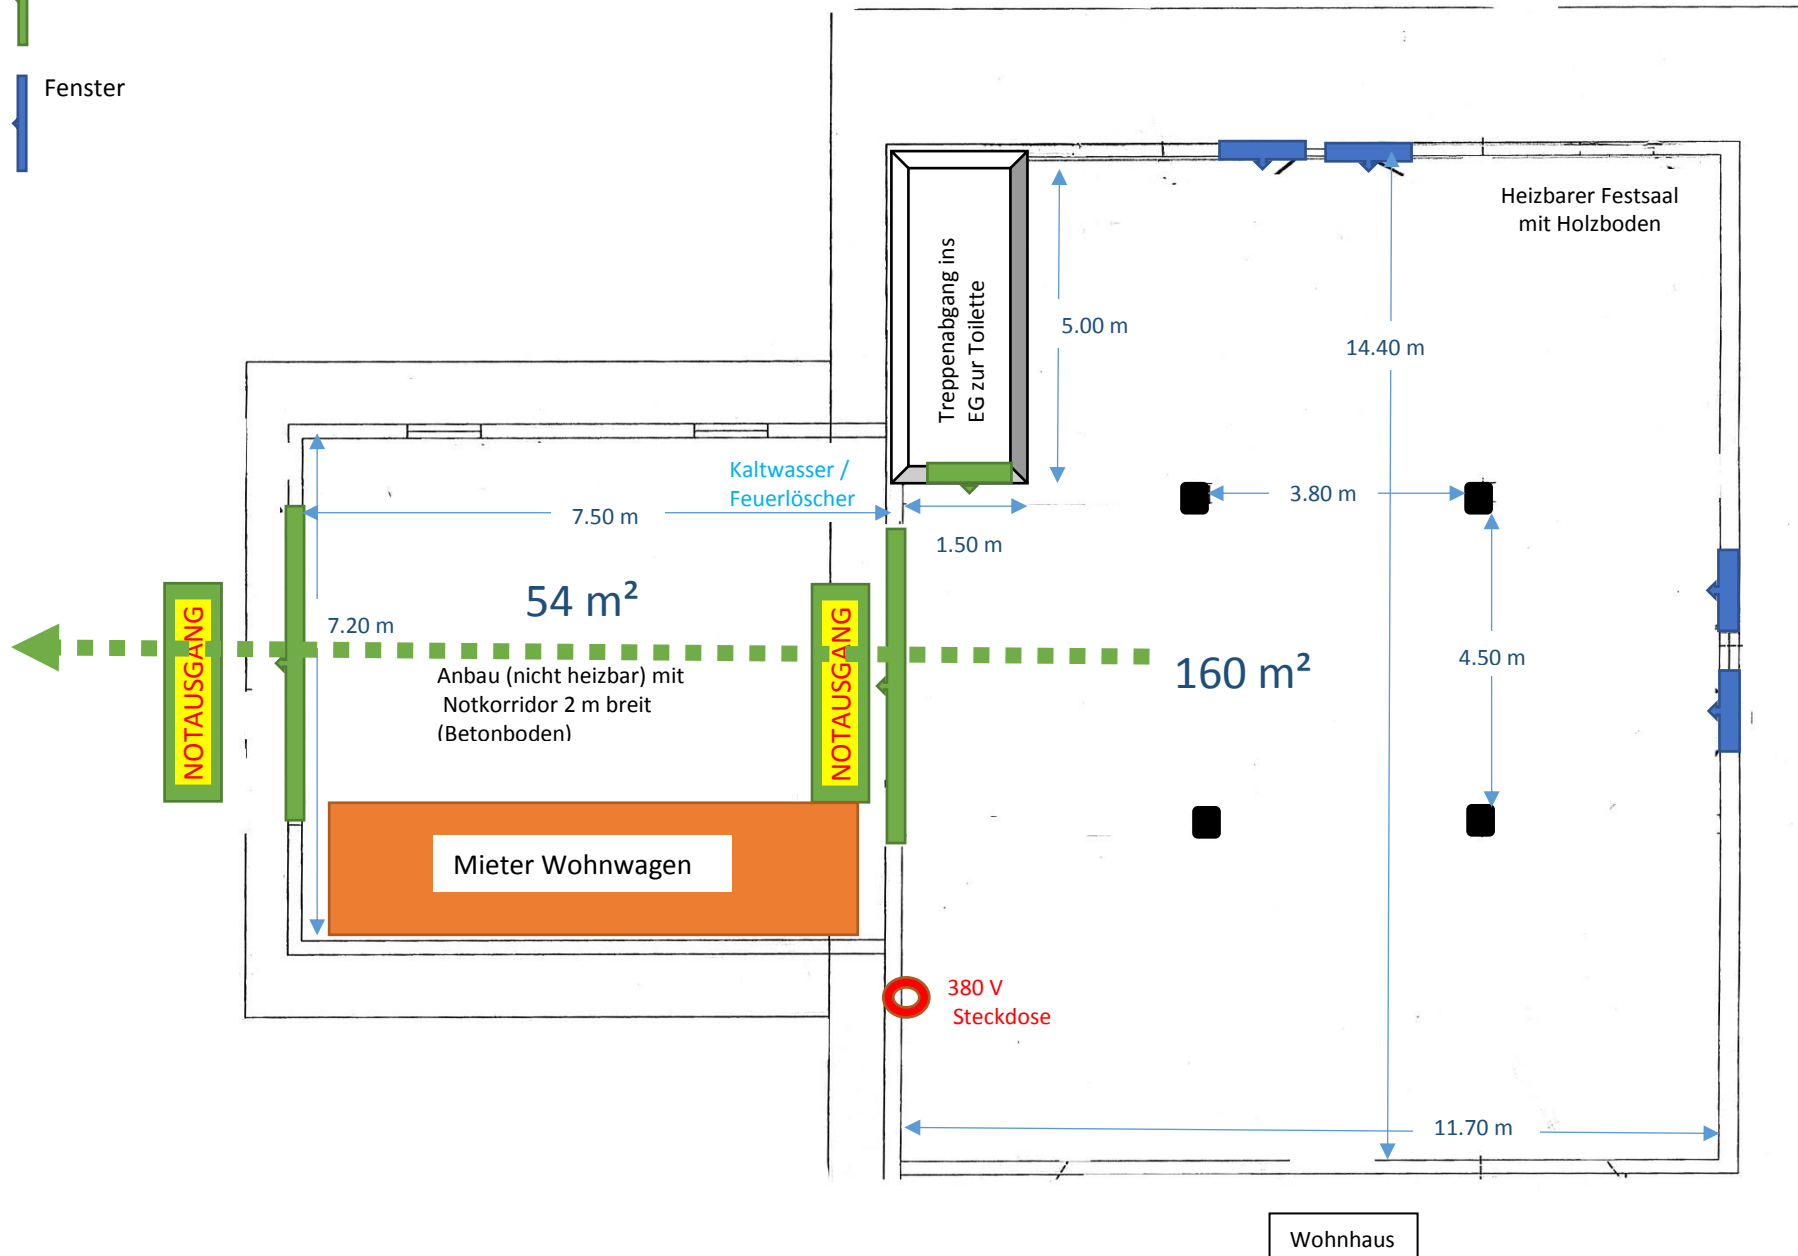 Fenster
Heizbarer Festsaal
mit Holzboden
Treppenabgang ins
EG zur Toilette
5.00 m
14.40 m
Kaltwasser /
Feuerlöscher
3.80 m
7.50 m
1.50 m
54 m²
7.20 m
NOTAUSGANG
NOTAUSGANG
160 m²
4.50 m
Anbau (nicht heizbar) mit
Notkorridor 2 m breit
(Betonboden)
Mieter Wohnwagen
380 V
Steckdose
11.70 m
Wohnhaus